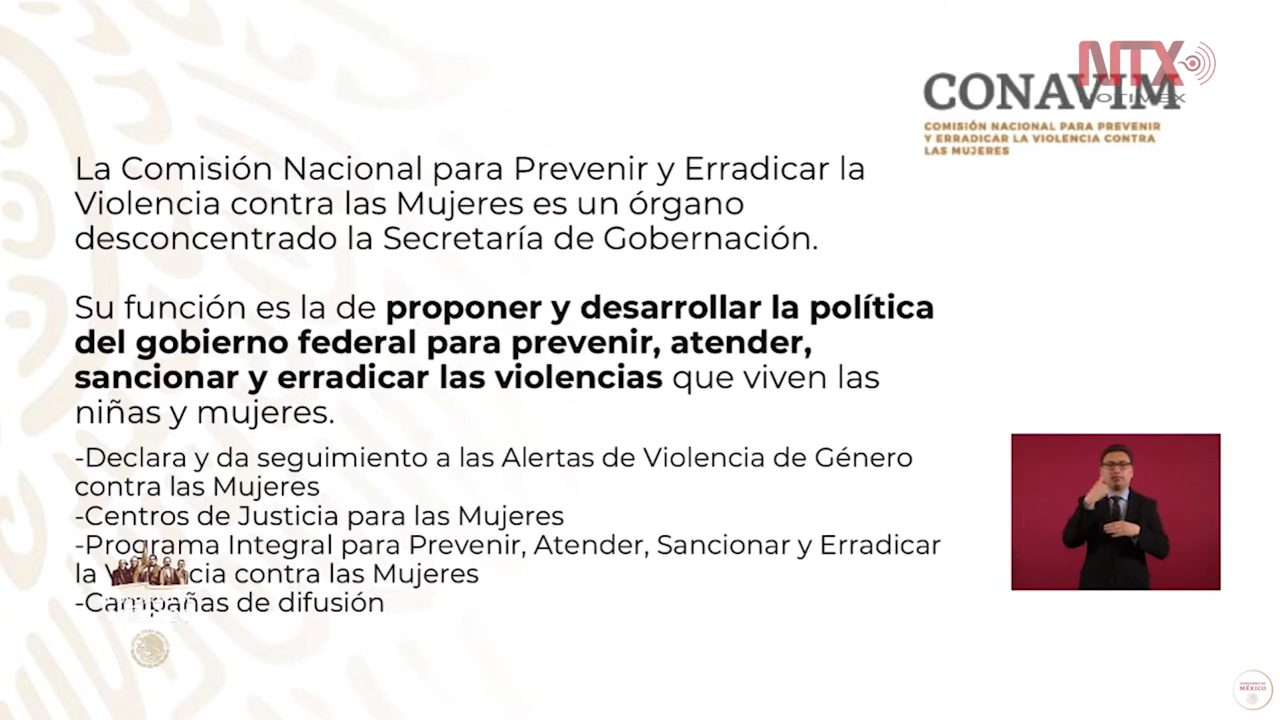 NTX
NOTIMEX
CONAVIM
COMISIÓN NACIONAL PARA PREVENIR
Y ERRADICAR LA VIOLENCIA CONTRA
LAS MUJERES
La Comisión Nacional para Prevenir y Erradicar la
Violencia contra las Mujeres es un órgano
desconcentrado la Secretaría de Gobernación.
Su función es la de proponer y desarrollar la política
del gobierno federal para prevenir, atender,
sancionar y erradicar las violencias que viven las
niñas y mujeres.
-Declara y da seguimiento a las Alertas de Violencia de Género
contra las Mujeres
-Centros de Justicia para las Mujeres
-Programa Integral para Prevenir, Atender, Sancionar y Erradicar
la Violencia contra las Mujeres
-Campañas de difusión
MÉXICO